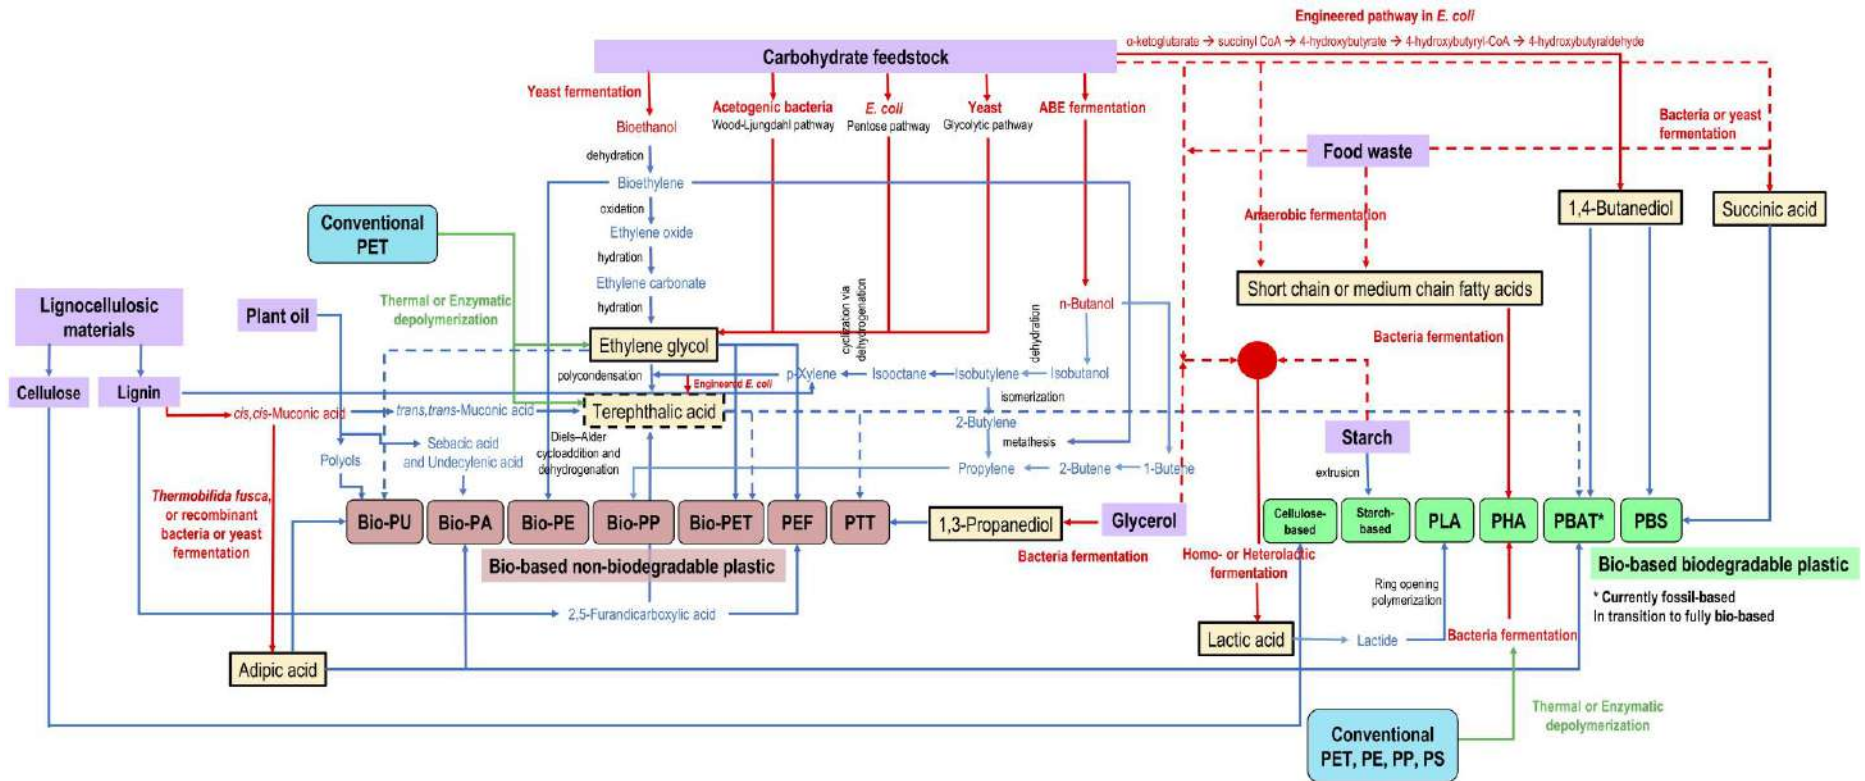 Engineered pathway in E. coli
α-ketoglutarate → succinyl CoA → 4-hydroxybutyrate → 4-hydroxybutyryl-CoA → 4-hydroxybutyraldehyde
Carbohydrate feedstock
Yeast fermentation
Acetogenic bacteria
Wood-Ljungdahl pathway
E. coli
Pentose pathway
Yeast
Glycolytic pathway
ABE fermentation
Bacteria or yeast
fermentation
Bioethanol
dehydration
Food waste
Bioethylene
oxidation
Conventional
PET
Ethylene oxide
Anaerobic fermentation
1,4-Butanediol
Succinic acid
hydration
Ethylene carbonate
hydration
Lignocellulosic
materials
Plant oil
Thermal or Enzymatic
depolymerization
cyclization via
dehydrogenation
dehydration
n-Butanol
Short chain or medium chain fatty acids
Bacteria fermentation
Ethylene glycol
polycondensation
Engineered E. coli
p-Xylene
Isooctane
Isobutylene
Isobutanol
Cellulose
Lignin
isomerization
cis,cis-Muconic acid
trans,trans-Muconic acid
Terephthalic acid
2-Butylene
Diels–Alder
cycloaddition and
dehydrogenation
metathesis
Starch
Sebacic acid
and Undecylenic acid
Polyols
Propylene
2-Butene
1-Butene
extrusion
Thermobilida fusca,
or recombinant
bacteria or yeast
fermentation
Bio-PU
Bio-PA
Bio-PE
Bio-PP
Bio-PET
PEF
PTT
1,3-Propanediol
Glycerol
Cellulose-
based
Starch-
based
PLA
PHA
PBAT*
PBS
Bacteria fermentation
Homo- or Heterolactic
fermentation
Bio-based non-biodegradable plastic
Bio-based biodegradable plastic
Ring opening
polymerization
* Currently fossil-based
In transition to fully bio-based
2,5-Furandicarboxylic acid
Lactic acid
Lactide
Bacteria fermentation
Adipic acid
Thermal or Enzymatic
depolymerization
Conventional
PET, PE, PP, PS